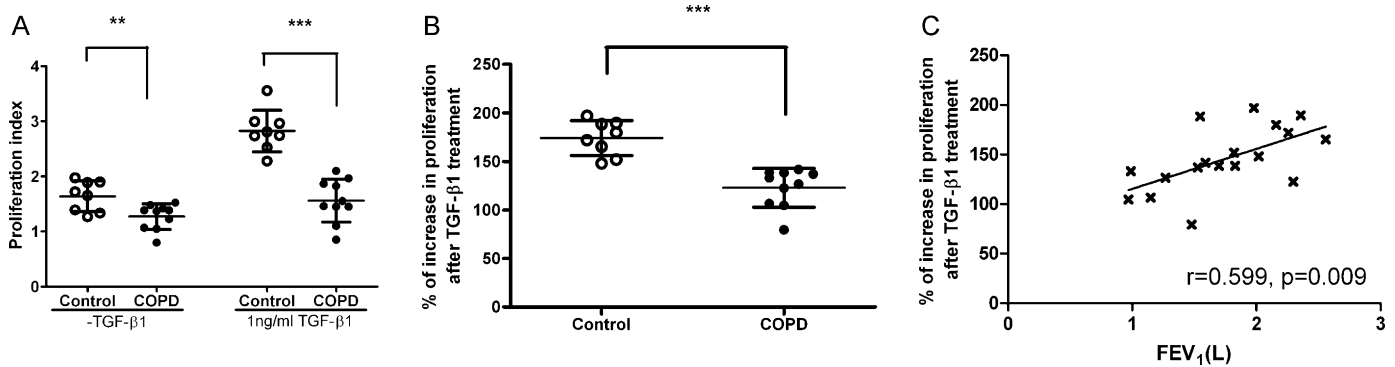 A
**
***
Proliferation index
4
3
2
1
0
Control COPD Control COPD
-TGF-β1 1ng/ml TGF-β1
B
***
% of increase in proliferation
after TGF-β1 treatment
250
200
150
100
50
0
Control COPD
C
% of increase in proliferation
after TGF-β1 treatment
250
200
150
100
50
0
r=0.599, p=0.009
0 1 2 3
FEV₁(L)